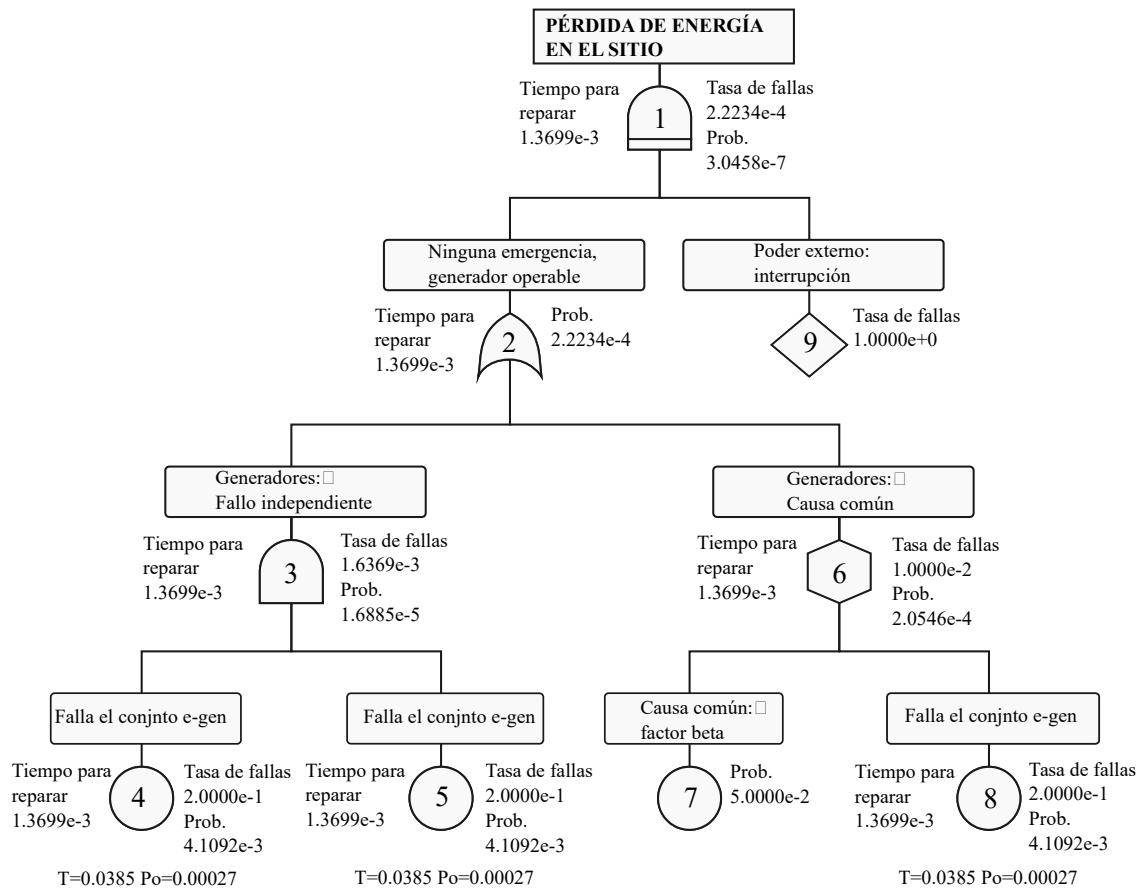 PÉRDIDA DE ENERGÍA
EN EL SITIO
Tiempo para
reparar
1.3699e-3
1
Tasa de fallas
2.2234e-4
Prob.
3.0458e-7
Ninguna emergencia,
generador operable
Poder externo:
interrupción
Tiempo para
reparar
1.3699e-3
2
Prob.
2.2234e-4
9
Tasa de fallas
1.0000e+0
Generadores:
Fallo independiente
Generadores:
Causa común
Tiempo para
reparar
1.3699e-3
3
Tasa de fallas
1.6369e-3
Prob.
1.6885e-5
Tiempo para
reparar
1.3699e-3
6
Tasa de fallas
1.0000e-2
Prob.
2.0546e-4
Falla el conjnto e-gen
Falla el conjnto e-gen
Causa común:
factor beta
Falla el conjnto e-gen
Tiempo para
reparar
1.3699e-3
4
Tasa de fallas
2.0000e-1
Prob.
4.1092e-3
Tiempo para
reparar
1.3699e-3
5
Tasa de fallas
2.0000e-1
Prob.
4.1092e-3
7
Prob.
5.0000e-2
Tiempo para
reparar
1.3699e-3
8
Tasa de fallas
2.0000e-1
Prob.
4.1092e-3
T=0.0385 Po=0.00027
T=0.0385 Po=0.00027
T=0.0385 Po=0.00027